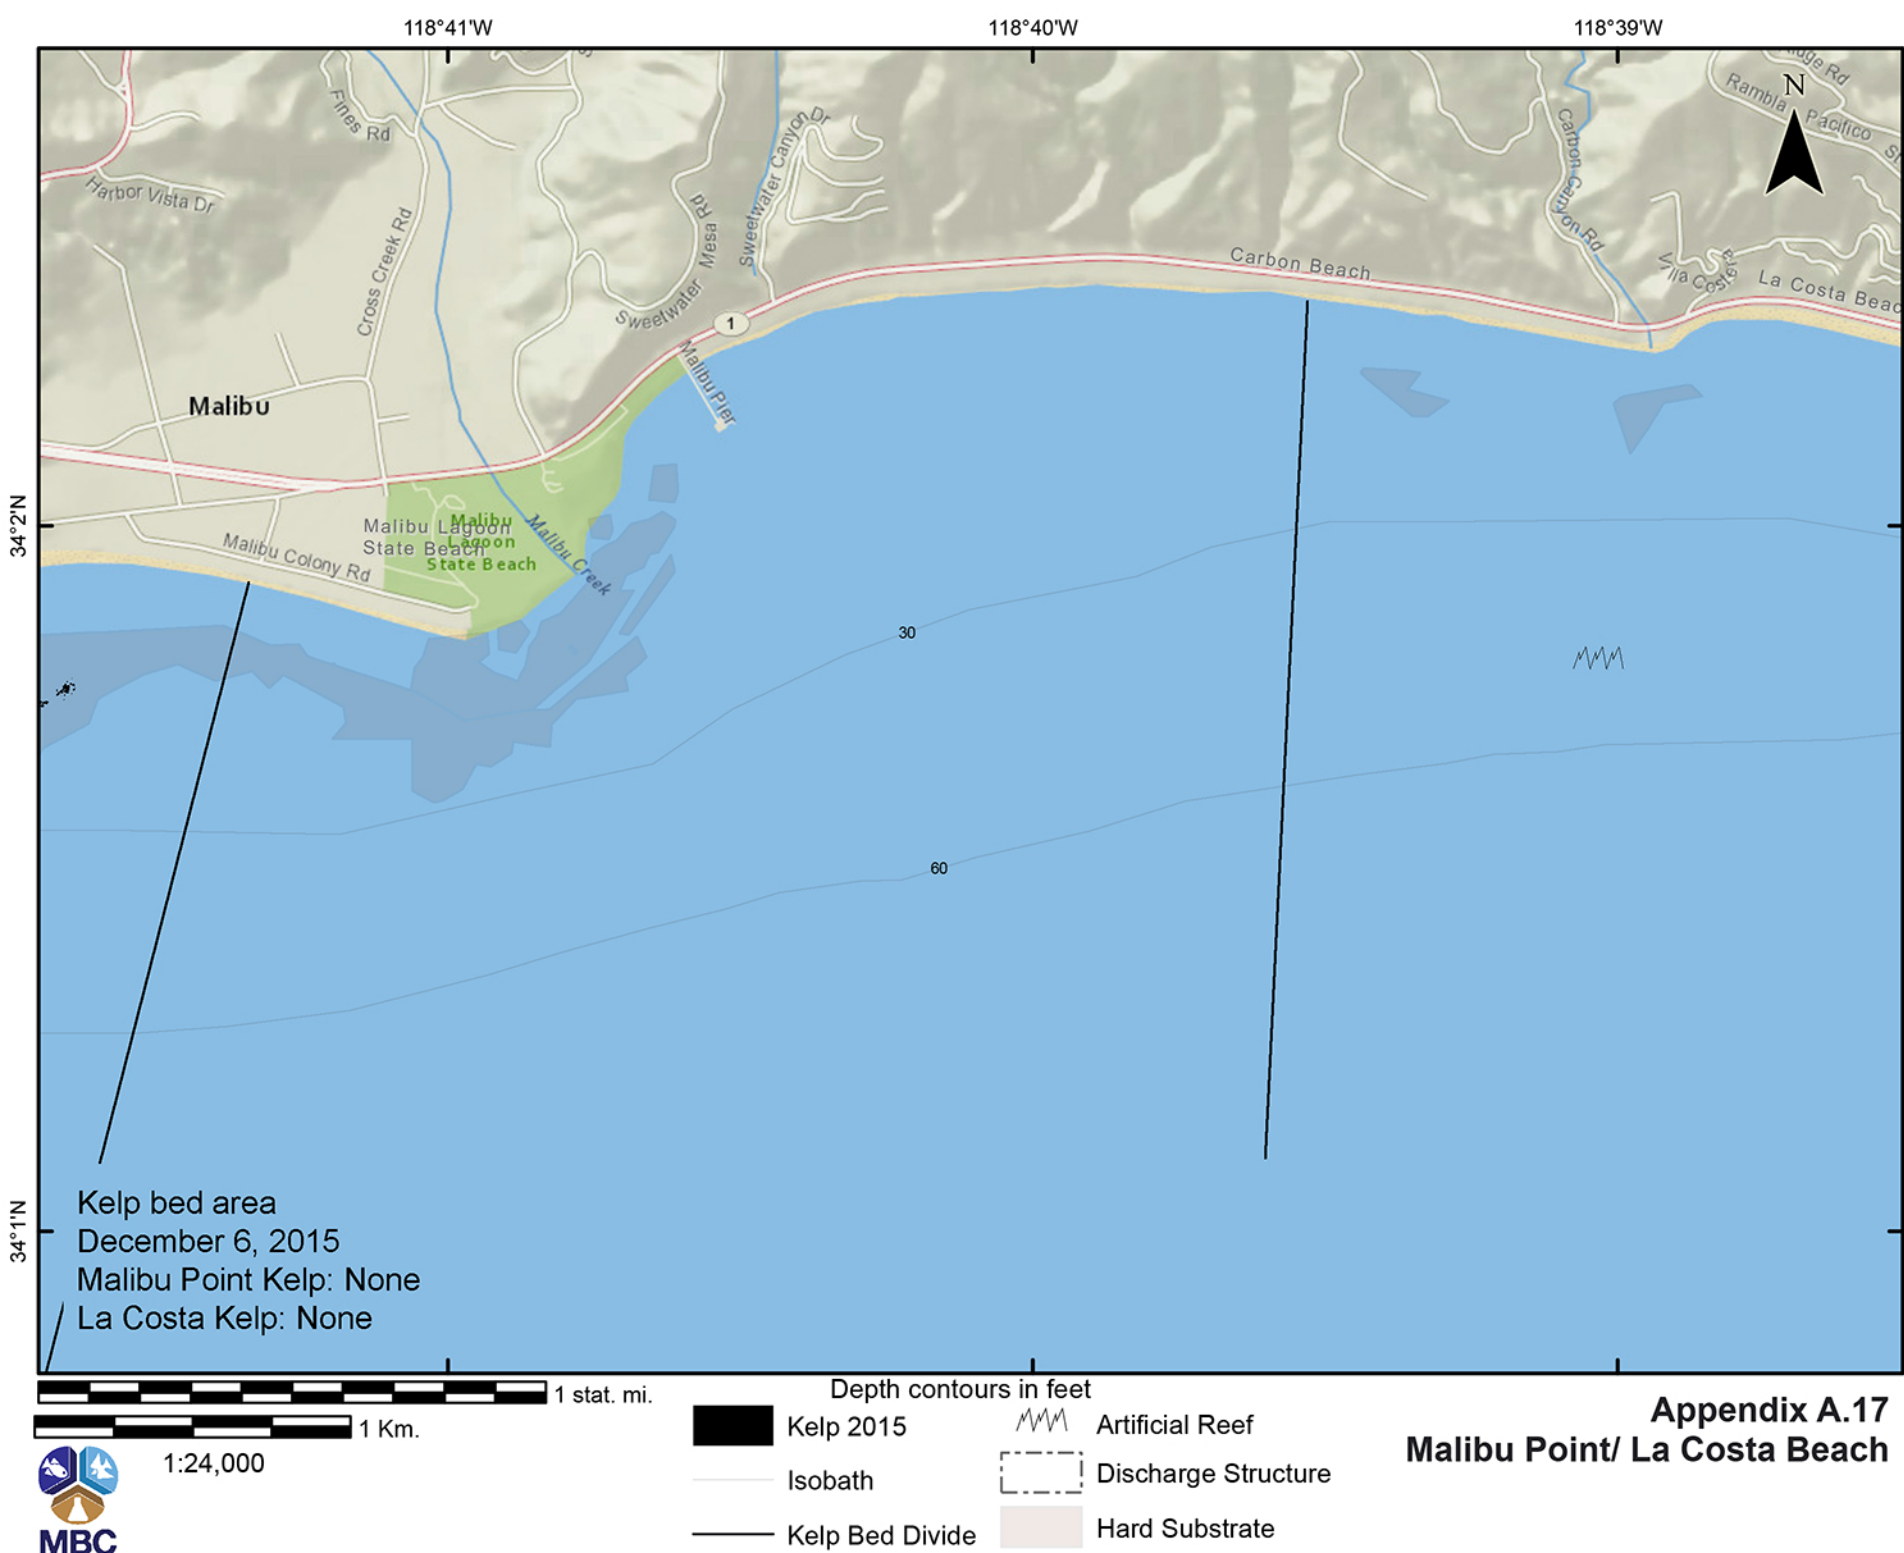 118°41'W 118°40'W 118°39'W
N
Fines Rd
Harbor Vista Dr
Cross Creek Rd
Sweetwater Mesa Rd
Sweetwater Canyon Dr
Carbon Canyon Rd
Rambla Pacifico
Villa Costera
Carbon Beach
La Costa Beac
1
Malibu Pier
Malibu
34°2'N
Malibu Lagoon
State Beach
Malibu
Lagoon
State Beach
Malibu Creek
Malibu Colony Rd
30
60
34°1'N
Kelp bed area
December 6, 2015
Malibu Point Kelp: None
La Costa Kelp: None
1 stat. mi.
1 Km.
1:24,000
MBC
Depth contours in feet
Kelp 2015
Isobath
Kelp Bed Divide
Artificial Reef
Discharge Structure
Hard Substrate
Appendix A.17
Malibu Point/ La Costa Beach